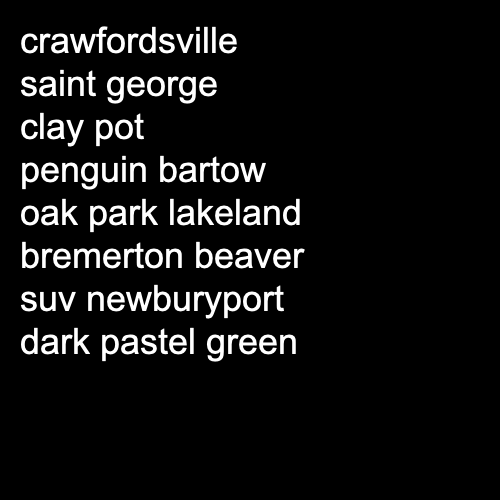 crawfordsville
saint george
clay pot
penguin bartow
oak park lakeland
bremerton beaver
suv newburyport
dark pastel green